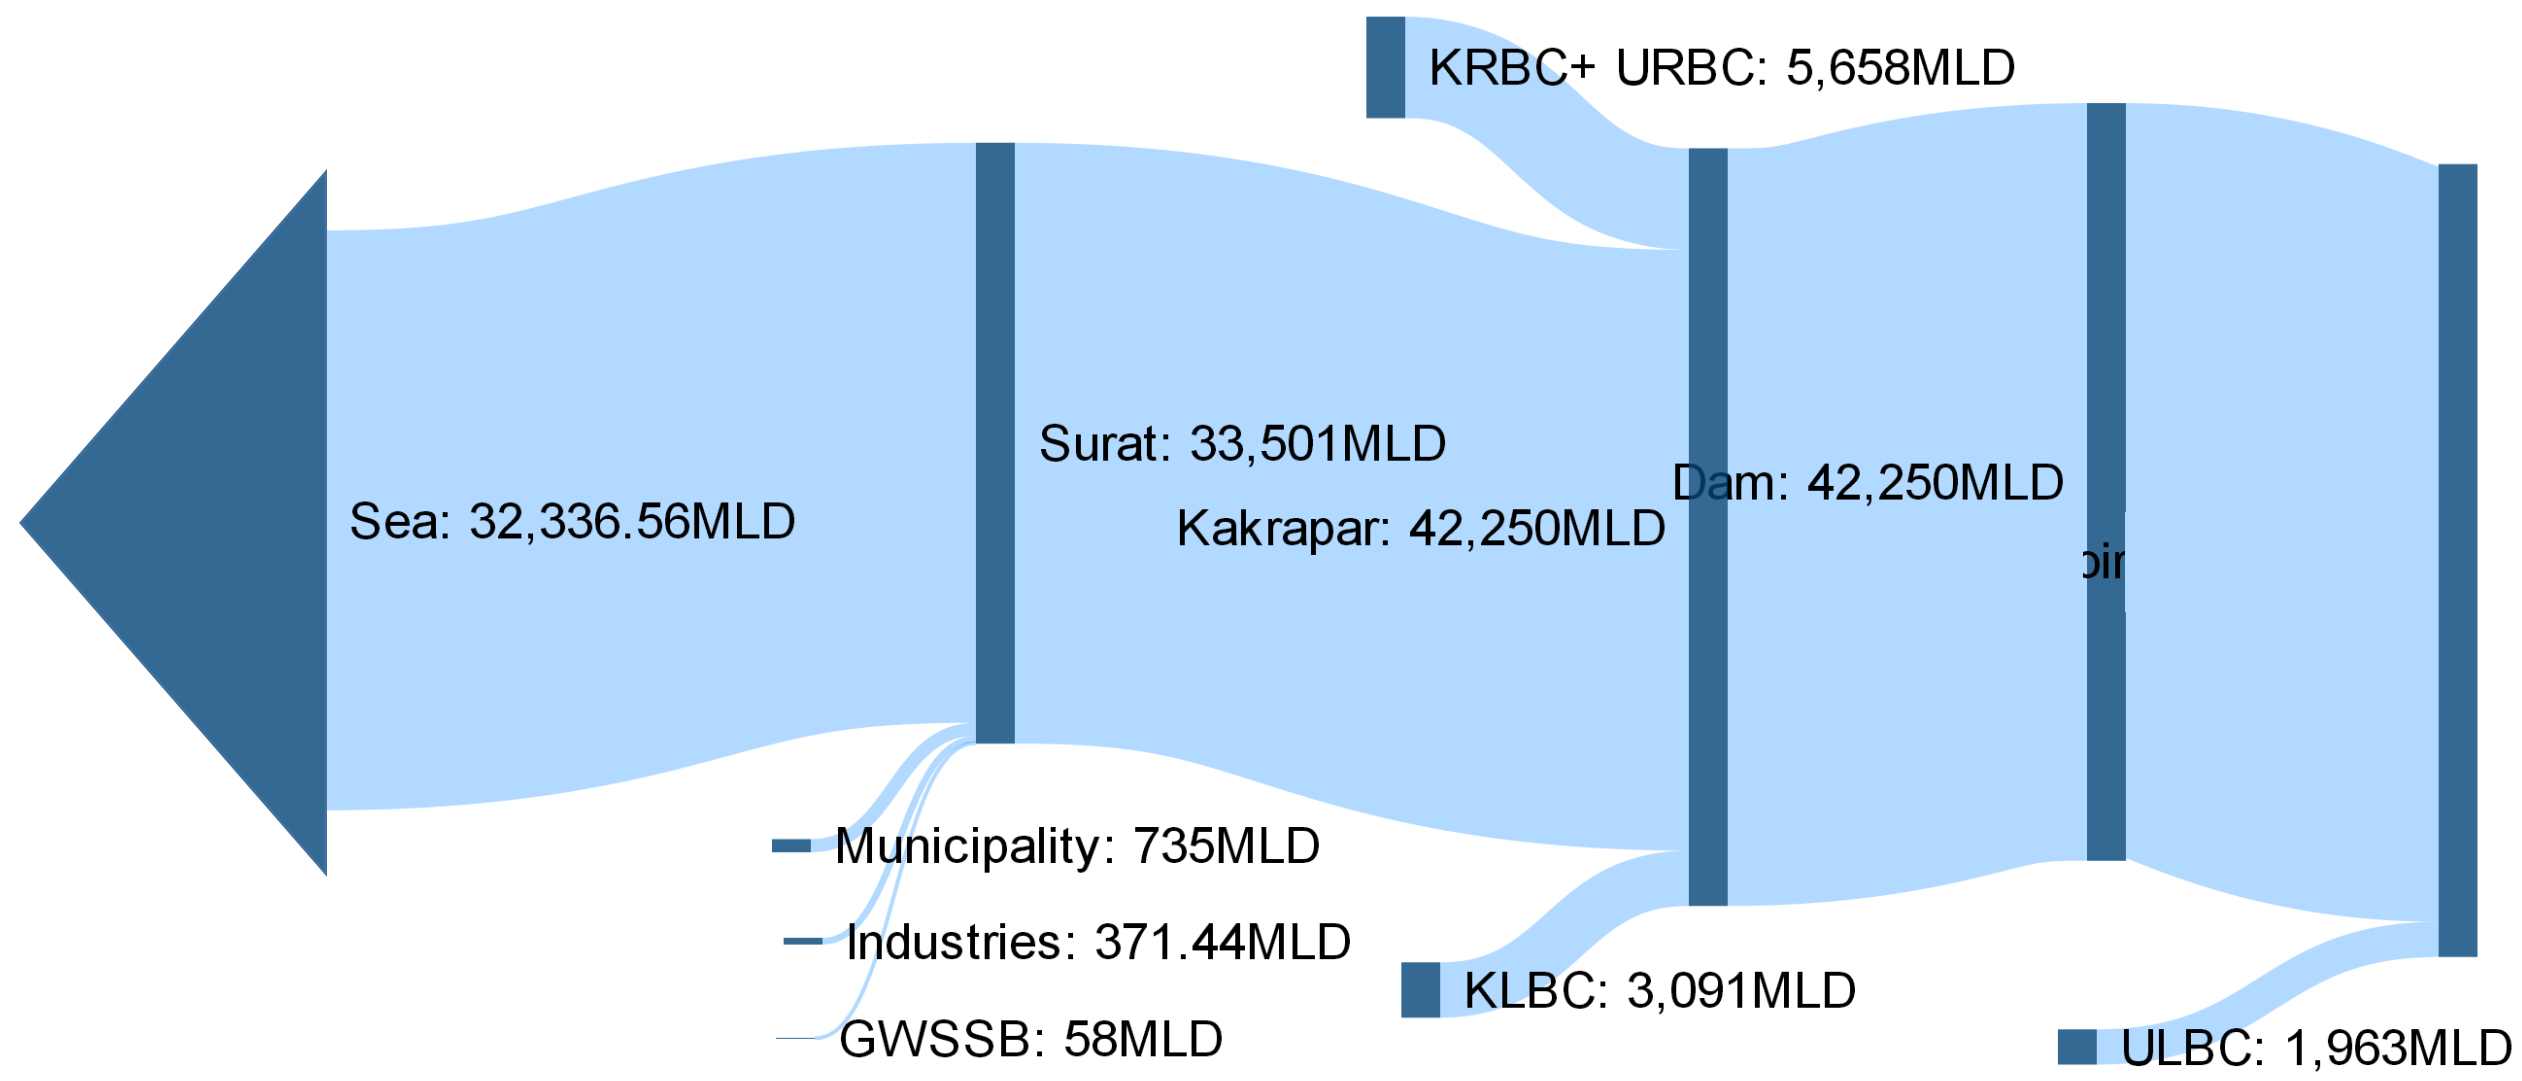 KRBC+ URBC: 5,658MLD
Surat: 33,501MLD
Dam: 42,250MLD
Kakrapar: 42,250MLD
Sea: 32,336.56MLD
Municipality: 735MLD
Industries: 371.44MLD
KLBC: 3,091MLD
GWSSB: 58MLD
ULBC: 1,963MLD